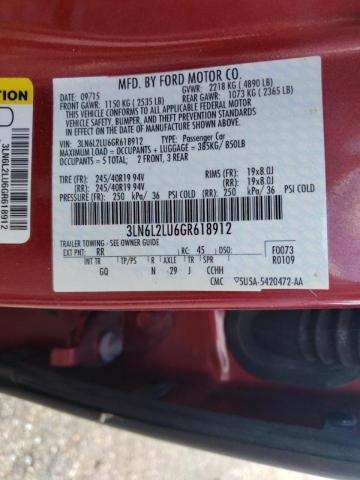 TION
3LN6L2LU6GR618912
MFD. BY FORD MOTOR CO.
DATE: 09/15 GVWR: 2218 KG ( 4890 LB)
FRONT GAWR: 1150 KG ( 2535 LB) REAR GAWR: 1073 KG ( 2365 LB)
THIS VEHICLE CONFORMS TO ALL APPLICABLE FEDERAL MOTOR VEHICLE
SAFETY, BUMPER, AND THEFT PREVENTION STANDARDS IN EFFECT ON THE
DATE OF MANUFACTURE SHOWN ABOVE.
VIN: 3LN6L2LU6GR618912 TYPE: Passenger Car
MAXIMUM LOAD = OCCUPANTS + LUGGAGE = 385KG/ 850LB
OCCUPANTS = 5 TOTAL: 2 FRONT, 3 REAR
TIRE (FR): 245/40R19 94V 19x8.0J
TIRE (RR): 245/40R19 94V 19x8.0J
PRESSURE (FR) 250 kPa/ 36 PSI COLD (RR) 250 kPa/ 36 PSI COLD
3LN6L2LU6GR618912
TRAILER TOWING - SEE OWNER GUIDE
EXT PNT: RR RC: 45 DSO: F0073
INT TR TP/PS R AXLE TR SPR R0109
GQ N 29 J CCHH
CMC 5U5A-5420472-AA